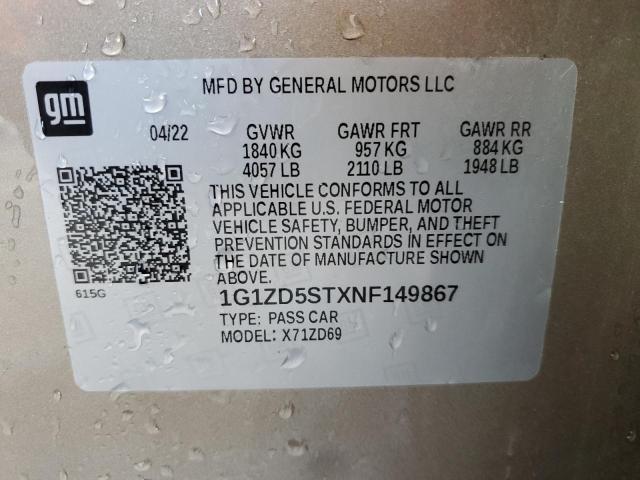 gm
MFD BY GENERAL MOTORS LLC
04/22 GVWR GAWR FRT GAWR RR
1840 KG 957 KG 884 KG
4057 LB 2110 LB 1948 LB
THIS VEHICLE CONFORMS TO ALL
APPLICABLE U.S. FEDERAL MOTOR
VEHICLE SAFETY, BUMPER, AND THEFT
PREVENTION STANDARDS IN EFFECT ON
THE DATE OF MANUFACTURE SHOWN
ABOVE.
615G
1G1ZD5STXNF149867
TYPE: PASS CAR
MODEL: X71ZD69